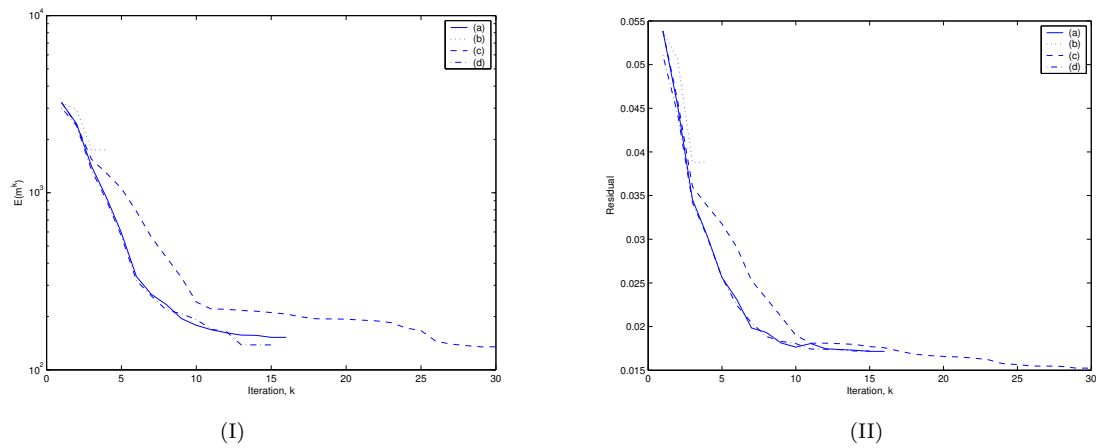 10^4
10^3
10^2
E(m^k)
0
5
10
15
20
25
30
Iteration, k
(a)
(b)
(c)
(d)
(I)
0.055
0.05
0.045
0.04
0.035
0.03
0.025
0.02
0.015
Residual
0
5
10
15
20
25
30
Iteration, k
(a)
(b)
(c)
(d)
(II)